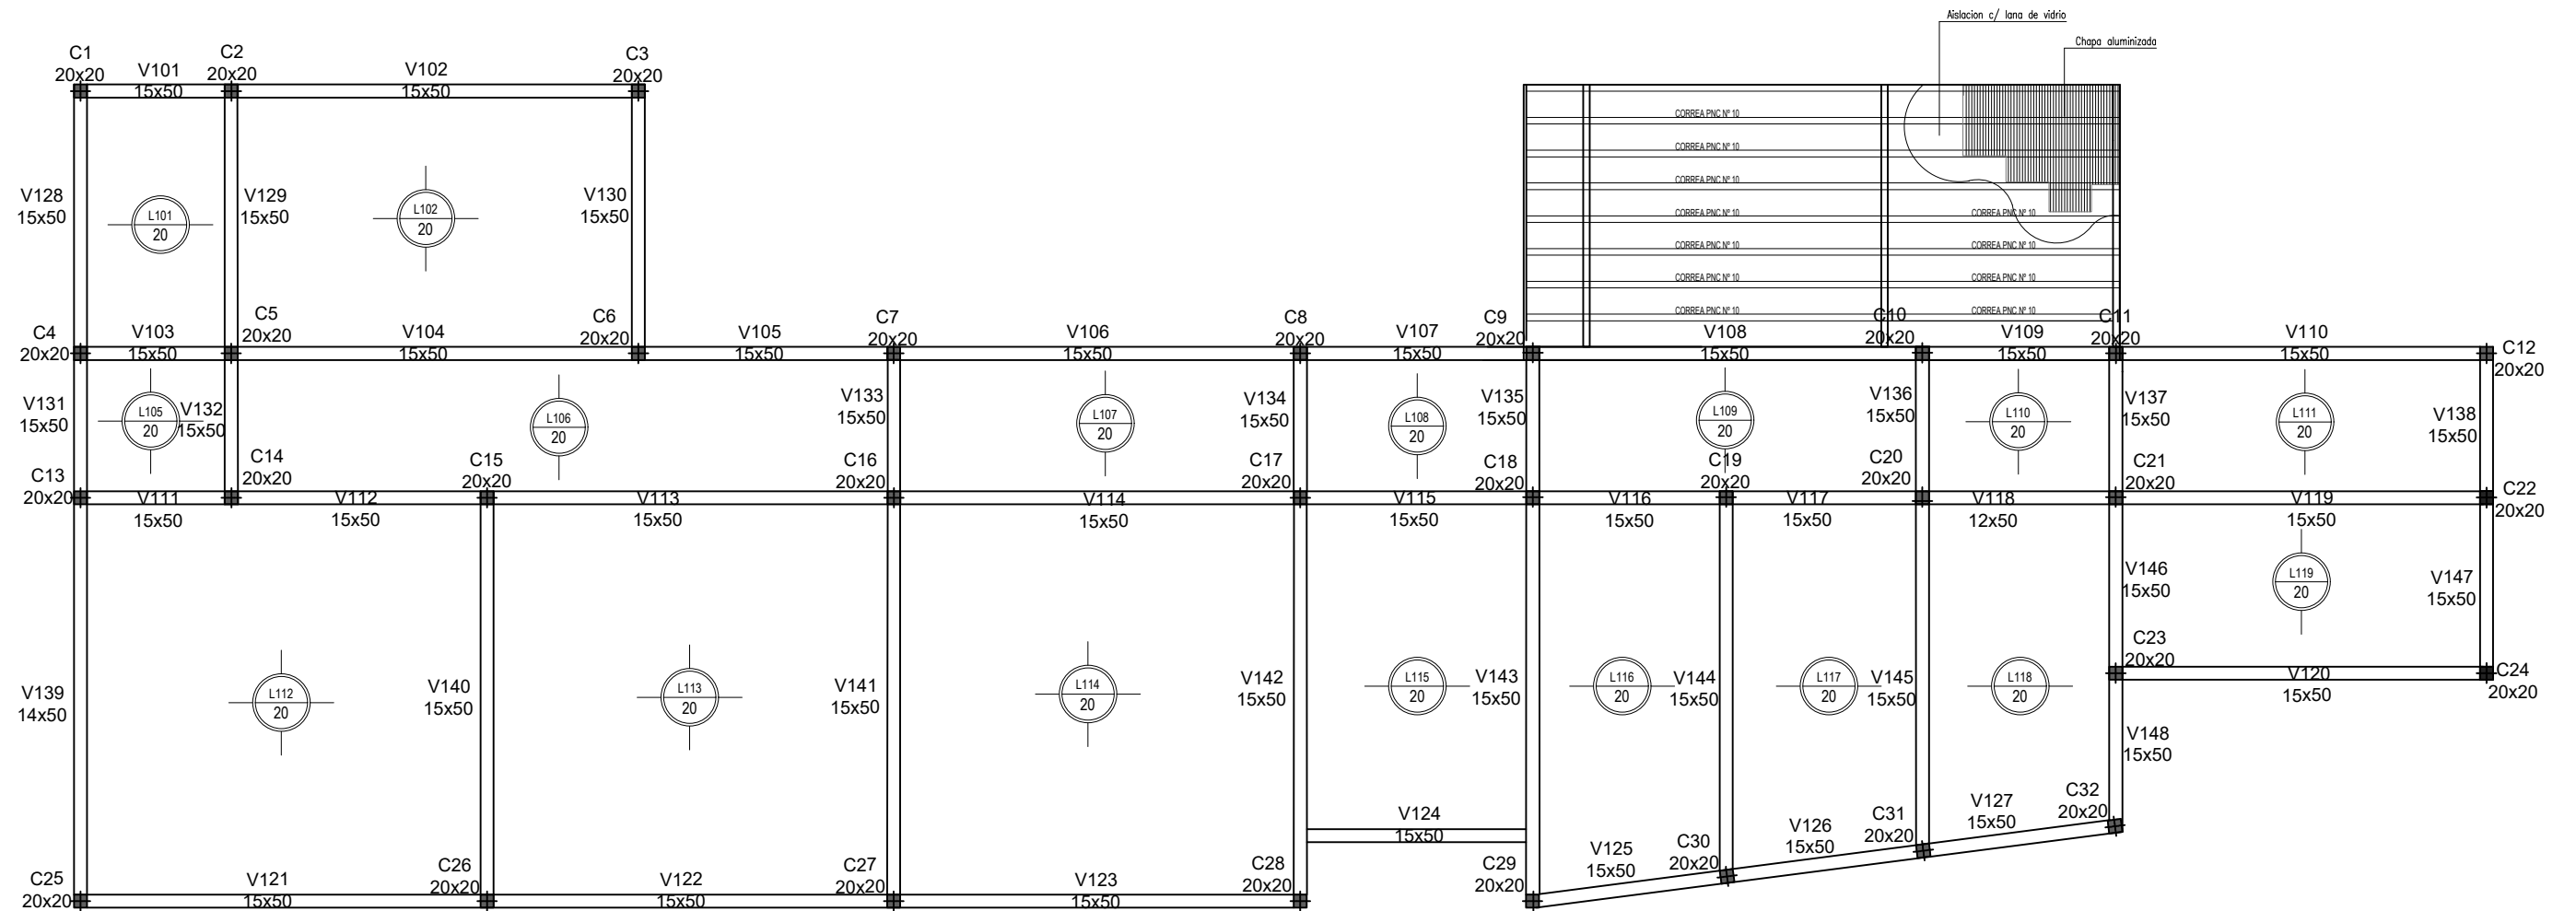 Aislacion c/ lana de vidrio
Chapa aluminizada
C1
20x20
V101
15x50
C2
20x20
V102
15x50
C3
20x20
CORREA PNC Nº 10
CORREA PNC Nº 10
CORREA PNC Nº 10
CORREA PNC Nº 10
CORREA PNC Nº 10
CORREA PNC Nº 10
CORREA PNC Nº 10
CORREA PNC Nº 10
CORREA PNC Nº 10
CORREA PNC Nº 10
CORREA PNC Nº 10
V128
15x50
L101
20
V129
15x50
L102
20
V130
15x50
C4
20x20
V103
15x50
C5
20x20
V104
15x50
C6
20x20
V105
15x50
C7
20x20
V106
15x50
C8
20x20
V107
15x50
C9
20x20
V108
15x50
C10
20x20
V109
15x50
C11
20x20
V110
15x50
C12
20x20
V131
15x50
L105
20
V132
15x50
L106
20
V133
15x50
L107
20
V134
15x50
L108
20
V135
15x50
L109
20
V136
15x50
L110
20
V137
15x50
L111
20
V138
15x50
C13
20x20
V111
15x50
C14
20x20
V112
15x50
C15
20x20
V113
15x50
C16
20x20
V114
15x50
C17
20x20
V115
15x50
C18
20x20
V116
15x50
C19
20x20
V117
15x50
C20
20x20
V118
12x50
C21
20x20
V119
15x50
C22
20x20
V146
15x50
L119
20
V147
15x50
C23
20x20
V120
15x50
C24
20x20
V139
14x50
L112
20
V140
15x50
L113
20
V141
15x50
L114
20
V142
15x50
L115
20
V143
15x50
L116
20
V144
15x50
L117
20
V145
15x50
L118
20
V148
15x50
V124
15x50
C25
20x20
V121
15x50
C26
20x20
V122
15x50
C27
20x20
V123
15x50
C28
20x20
C29
20x20
V125
15x50
C30
20x20
V126
15x50
C31
20x20
V127
15x50
C32
20x20